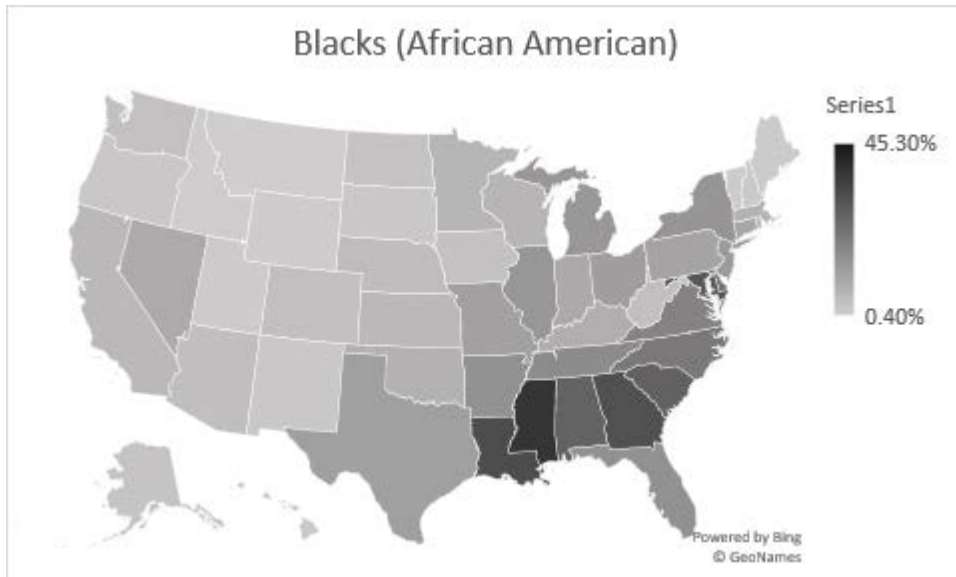 Blacks (African American)
Series1
45.30%
0.40%
Powered by Bing
© GeoNames